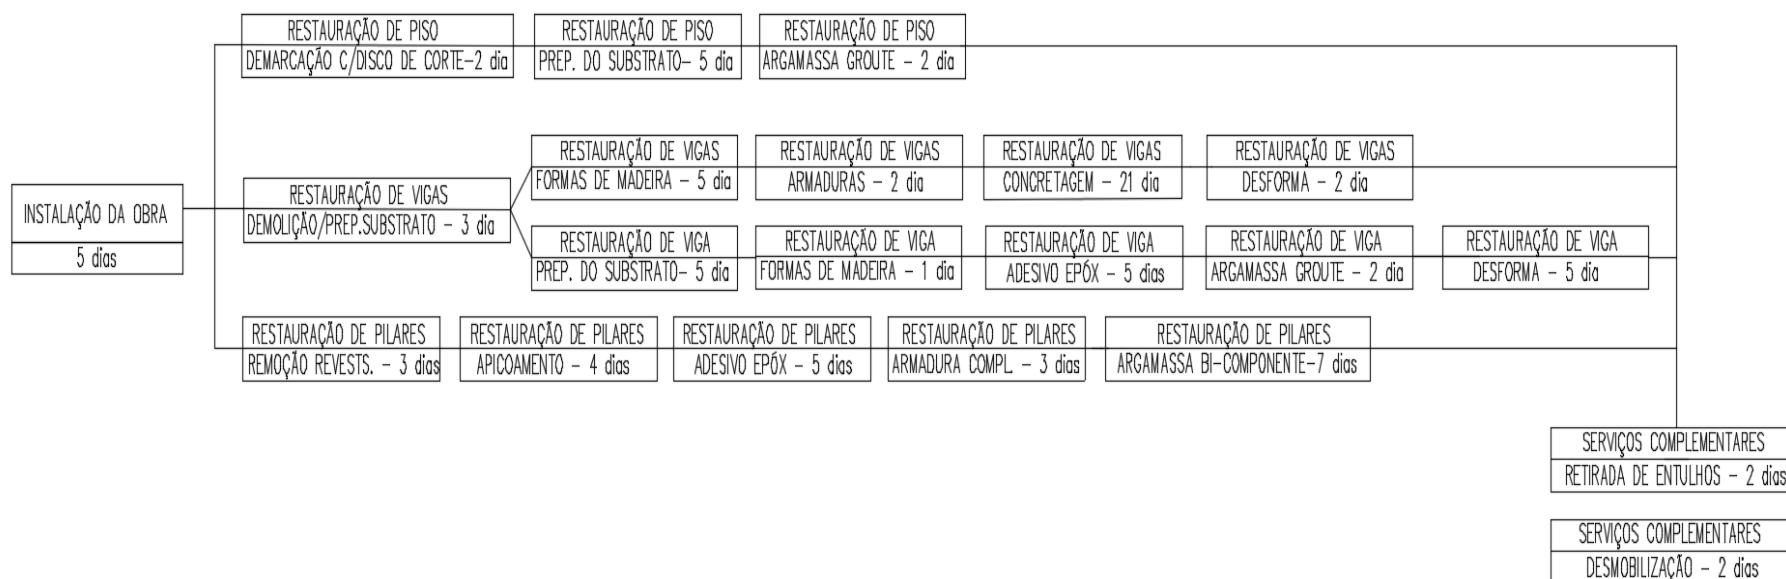 RESTAURAÇÃO DE PISO
DEMARCAÇÃO C/DISCO DE CORTE-2 dia
RESTAURAÇÃO DE PISO
PREP. DO SUBSTRATO- 5 dia
RESTAURAÇÃO DE PISO
ARGAMASSA GROUTE - 2 dia
INSTALAÇÃO DA OBRA
5 dias
RESTAURAÇÃO DE VIGAS
DEMOLIÇÃO/PREP.SUBSTRATO - 3 dia
RESTAURAÇÃO DE VIGAS
FORMAS DE MADEIRA - 5 dia
RESTAURAÇÃO DE VIGAS
ARMADURAS - 2 dia
RESTAURAÇÃO DE VIGAS
CONCRETAGEM - 21 dia
RESTAURAÇÃO DE VIGAS
DESFORMA - 2 dia
RESTAURAÇÃO DE VIGA
PREP. DO SUBSTRATO- 5 dia
RESTAURAÇÃO DE VIGA
FORMAS DE MADEIRA - 1 dia
RESTAURAÇÃO DE VIGA
ADESIVO EPÓX - 5 dias
RESTAURAÇÃO DE VIGA
ARGAMASSA GROUTE - 2 dia
RESTAURAÇÃO DE VIGA
DESFORMA - 5 dia
RESTAURAÇÃO DE PILARES
REMOÇÃO REVESTS. - 3 dias
RESTAURAÇÃO DE PILARES
APICOAMENTO - 4 dias
RESTAURAÇÃO DE PILARES
ADESIVO EPÓX - 5 dias
RESTAURAÇÃO DE PILARES
ARMADURA COMPL. - 3 dias
RESTAURAÇÃO DE PILARES
ARGAMASSA BI-COMPONENTE-7 dias
SERVIÇOS COMPLEMENTARES
RETIRADA DE ENTULHOS - 2 dias
SERVIÇOS COMPLEMENTARES
DESMOBILIZAÇÃO - 2 dias